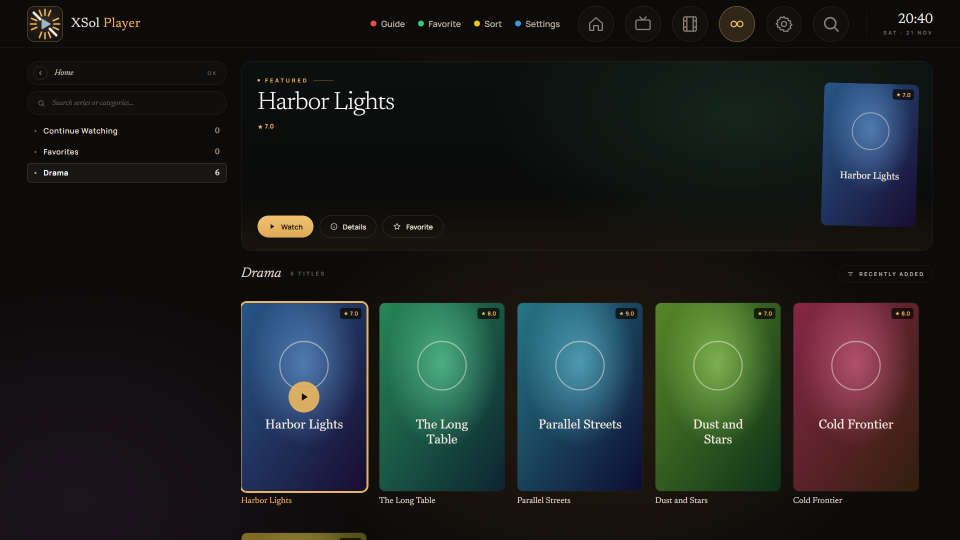 XSol Player
Guide
Favorite
Sort
Settings
20:40
SAT · 21 NOV
Home
OK
Search series or categories...
Continue Watching 0
Favorites 0
Drama 6
FEATURED
Harbor Lights
★ 7.0
Watch
Details
Favorite
★ 7.0
Harbor Lights
Drama 6 TITLES
RECENTLY ADDED
★ 7.0
Harbor Lights
Harbor Lights
★ 8.0
The Long
Table
The Long Table
★ 9.0
Parallel Streets
Parallel Streets
★ 7.0
Dust and
Stars
Dust and Stars
★ 8.0
Cold Frontier
Cold Frontier